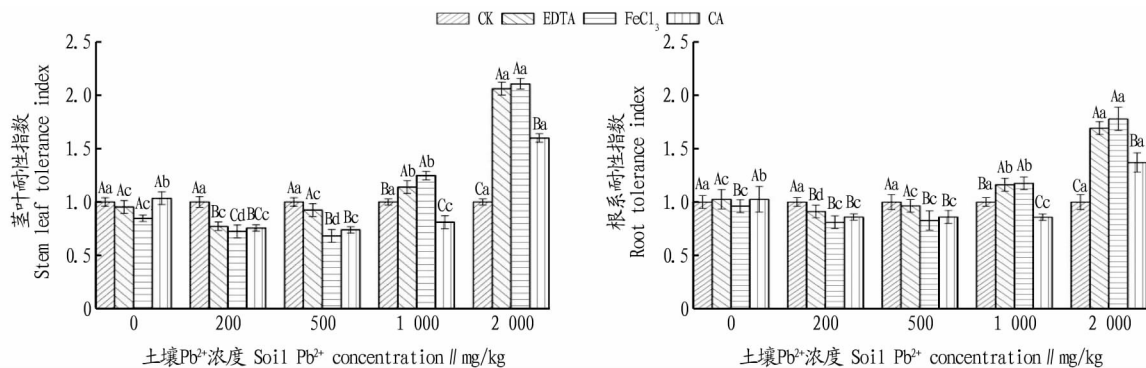 CK EDTA FeCl₃ CA
茎叶耐性指数
Stem leaf tolerance index
2.5
2.0
1.5
1.0
0.5
0
Aa Ac Ac Ab
Aa Bc Cd BCc
Aa Ac Bd Bc
Ba Ab Ab Cc
Ca Aa Aa Ba
0 200 500 1 000 2 000
土壤Pb²⁺浓度 Soil Pb²⁺ concentration∥mg/kg
根系耐性指数
Root tolerance index
2.5
2.0
1.5
1.0
0.5
0
Aa Ac Bc Ab
Aa Bd Bc Bc
Aa Ac Bc Bc
Ba Ab Ab Cc
Ca Aa Aa Ba
0 200 500 1 000 2 000
土壤Pb²⁺浓度 Soil Pb²⁺ concentration∥mg/kg